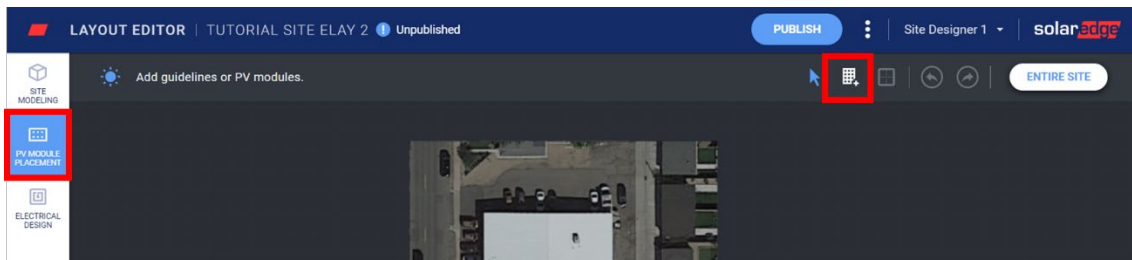 LAYOUT EDITOR | TUTORIAL SITE ELAY 2 ! Unpublished
PUBLISH
Site Designer 1
solaredge
SITE
MODELING
Add guidelines or PV modules.
ENTIRE SITE
PV MODULE
PLACEMENT
ELECTRICAL
DESIGN